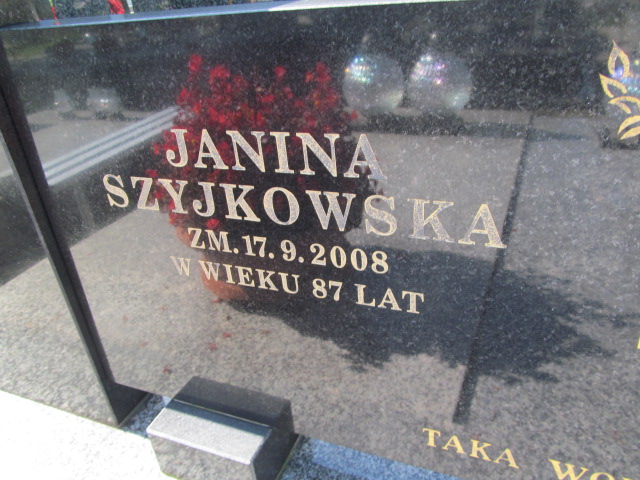 JANINA
SZYJKOWSKA
ZM. 17. 9. 2008
W WIEKU 87 LAT
TAKA